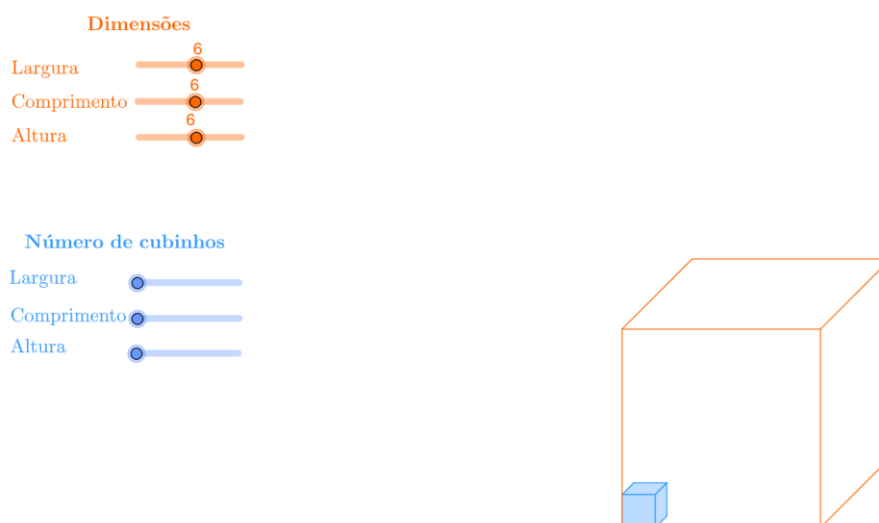 Dimensões
6
Largura
6
Comprimento
6
Altura
Número de cubinhos
Largura
Comprimento
Altura